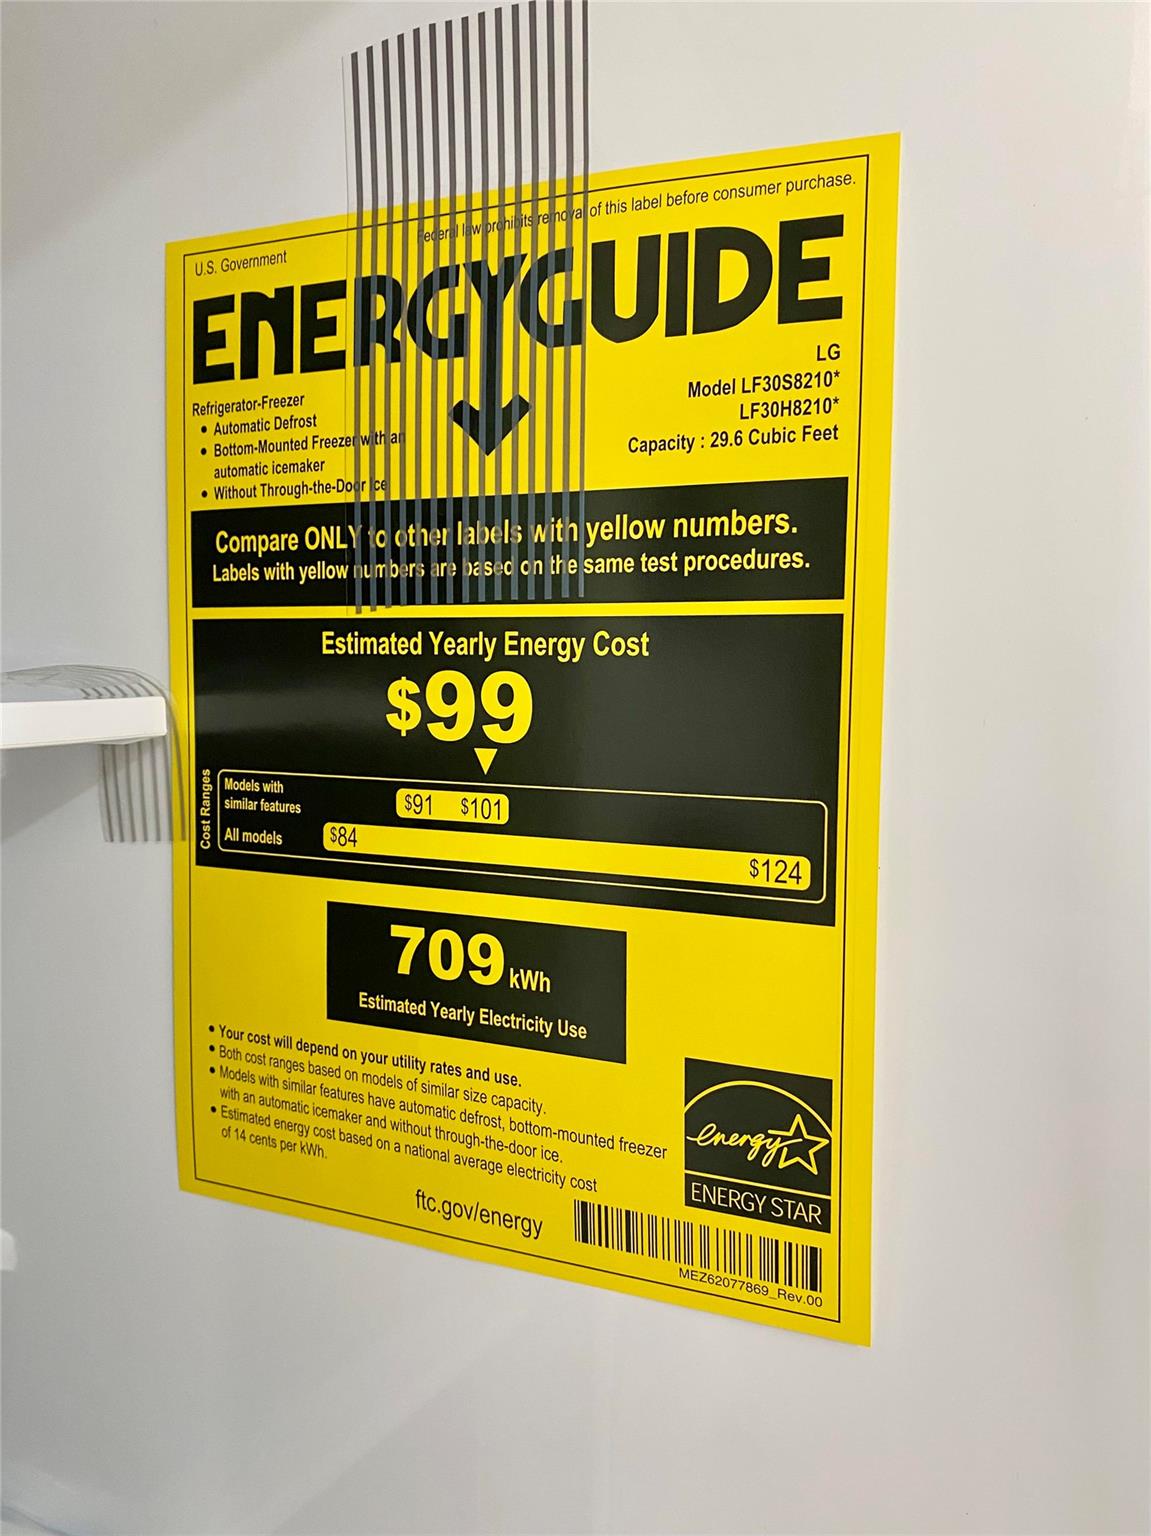 Federal law prohibits removal of this label before consumer purchase.
U.S. Government
ENERGYGUIDE
Refrigerator-Freezer
• Automatic Defrost
• Bottom-Mounted Freezer with an
automatic icemaker
• Without Through-the-Door Ice
LG
Model LF30S8210*
LF30H8210*
Capacity : 29.6 Cubic Feet
Compare ONLY to other labels with yellow numbers.
Labels with yellow numbers are based on the same test procedures.
Estimated Yearly Energy Cost
$99
Cost Ranges
Models with
similar features
$91 $101
All models
$84
$124
709 kWh
Estimated Yearly Electricity Use
• Your cost will depend on your utility rates and use.
• Both cost ranges based on models of similar size capacity.
• Models with similar features have automatic defrost, bottom-mounted freezer
with an automatic icemaker and without through-the-door ice.
• Estimated energy cost based on a national average electricity cost
of 14 cents per kWh.
ftc.gov/energy
energy
ENERGY STAR
MEZ62077869_Rev.00